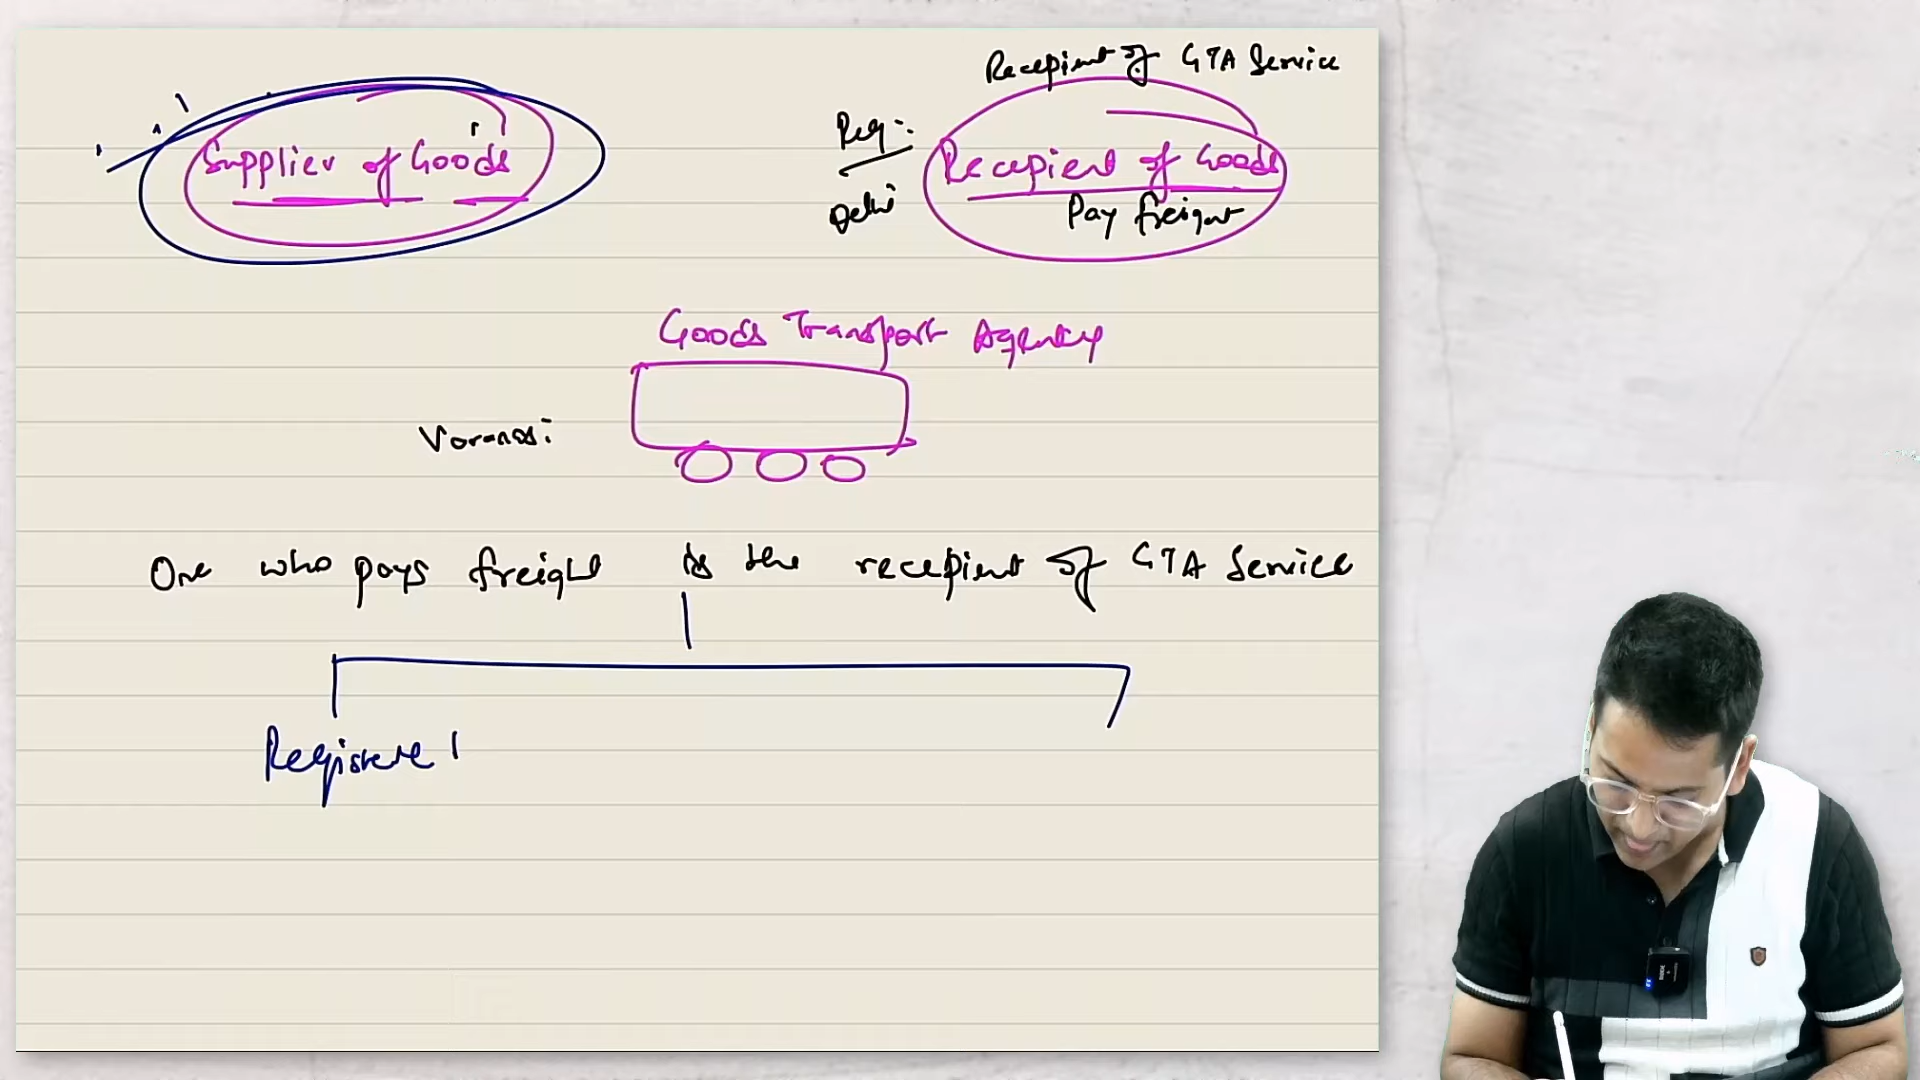 Recepient of GTA Service
Supplier of Goods
Reg:
Recepient of Goods
Delhi
Pay freight
Goods Transport Agency
Varanasi
One who pays freight is the recepient of GTA Service
Registere